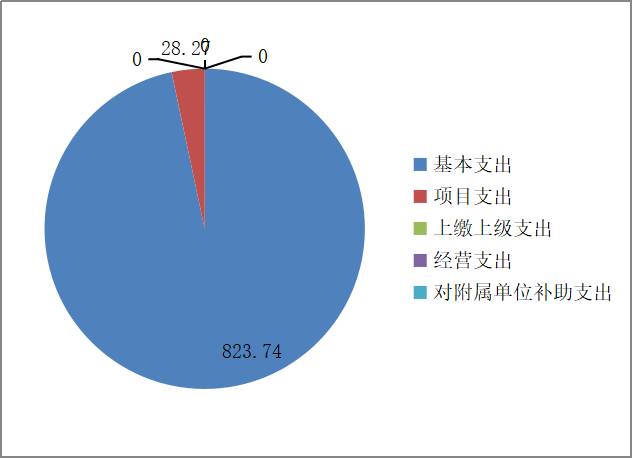 0
28.27
0
0
823.74
基本支出
项目支出
上缴上级支出
经营支出
对附属单位补助支出